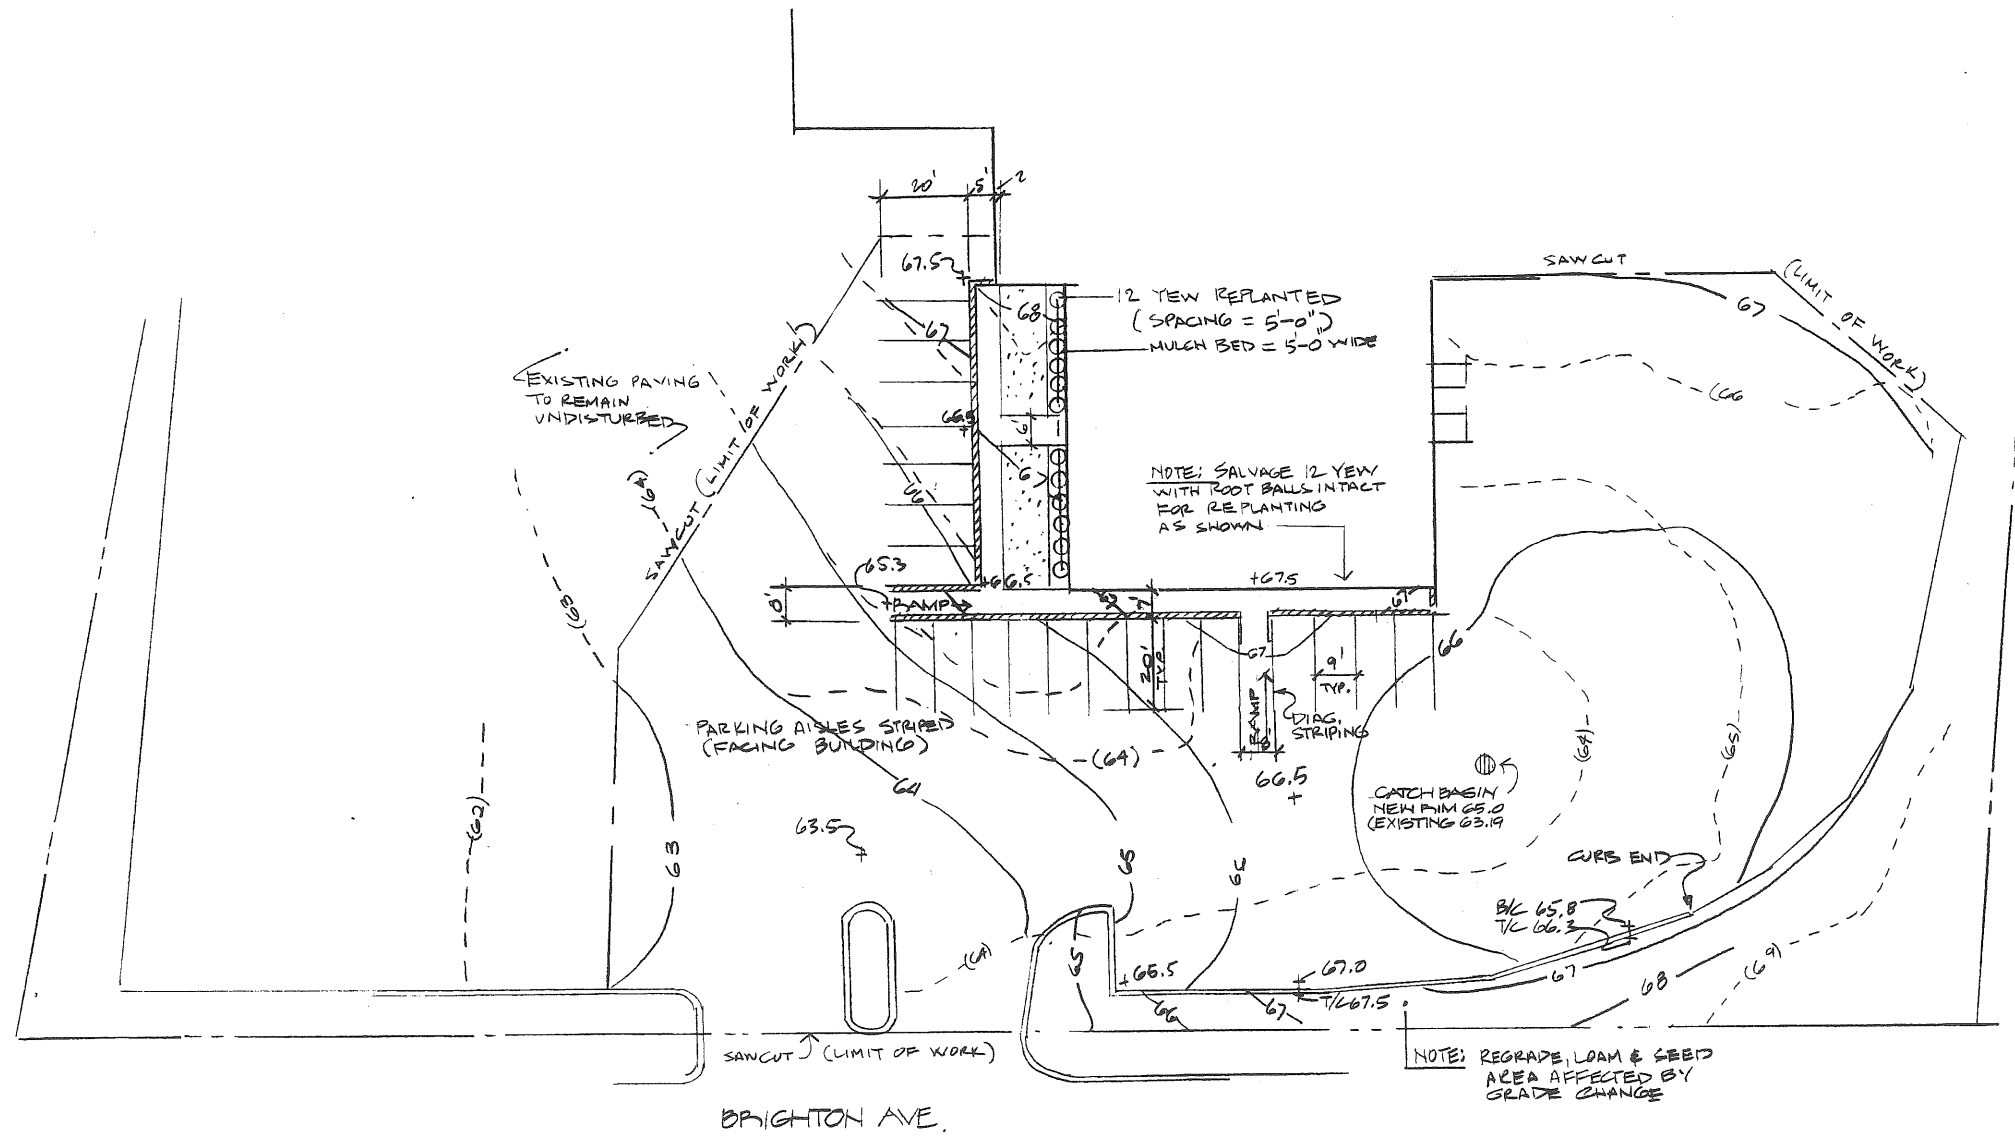 20'
5'
2
67.5
SAWCUT
(LIMIT OF WORK)
67
68
67
12 YEW REPLANTED
(SPACING = 5'-0")
MULCH BED = 5'-0 WIDE
EXISTING PAVING
TO REMAIN
UNDISTURBED
SAWCUT (LIMIT OF WORK)
(66
66.5
6'
67
(64)
66
NOTE: SALVAGE 12 YEW
WITH ROOT BALLS INTACT
FOR REPLANTING
AS SHOWN
65.3
+66.5
+67.5
10'
+RAMP
7'
67
(63)
67
66
20'
TYP.
9'
TYP.
RAMP
8'
DIAG.
STRIPING
PARKING AISLES STRIPED
(FACING BUILDING)
(64)
(64)
(65)
64
66.5
CATCH BASIN
NEW RIM 65.0
(EXISTING 63.19
(62)
63
63.5
65
CURB END
B/C 65.8
T/C 66.3
(64)
65
+65.5
67.0
T/C 67.5
66
67
67
68
(69)
SAWCUT (LIMIT OF WORK)
NOTE: REGRADE, LOAM & SEED
AREA AFFECTED BY
GRADE CHANGE
BRIGHTON AVE.